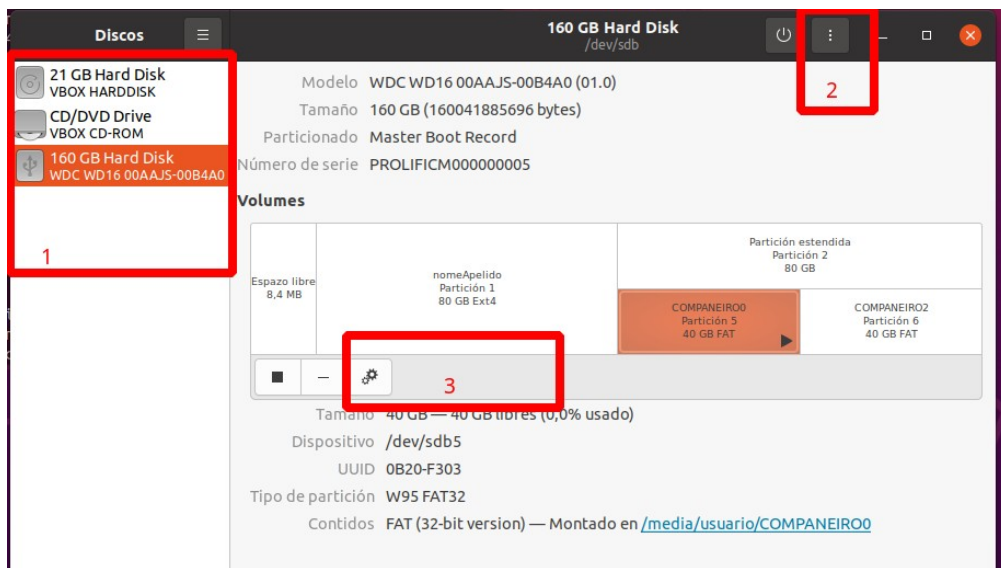 Discos
160 GB Hard Disk
/dev/sdb
21 GB Hard Disk
VBOX HARDDISK
CD/DVD Drive
VBOX CD-ROM
160 GB Hard Disk
WDC WD16 00AAJS-00B4A0
1
2
Modelo WDC WD16 00AAJS-00B4A0 (01.0)
Tamaño 160 GB (160041885696 bytes)
Particionado Master Boot Record
Número de serie PROLIFICM000000005
Volumes
Espazo libre
8,4 MB
nomeApelido
Partición 1
80 GB Ext4
Partición estendida
Partición 2
80 GB
COMPANEIRO0
Partición 5
40 GB FAT
COMPANEIRO2
Partición 6
40 GB FAT
3
Tamaño 40 GB — 40 GB libres (0,0% usado)
Dispositivo /dev/sdb5
UUID 0B20-F303
Tipo de partición W95 FAT32
Contidos FAT (32-bit version) — Montado en /media/usuario/COMPANEIRO0